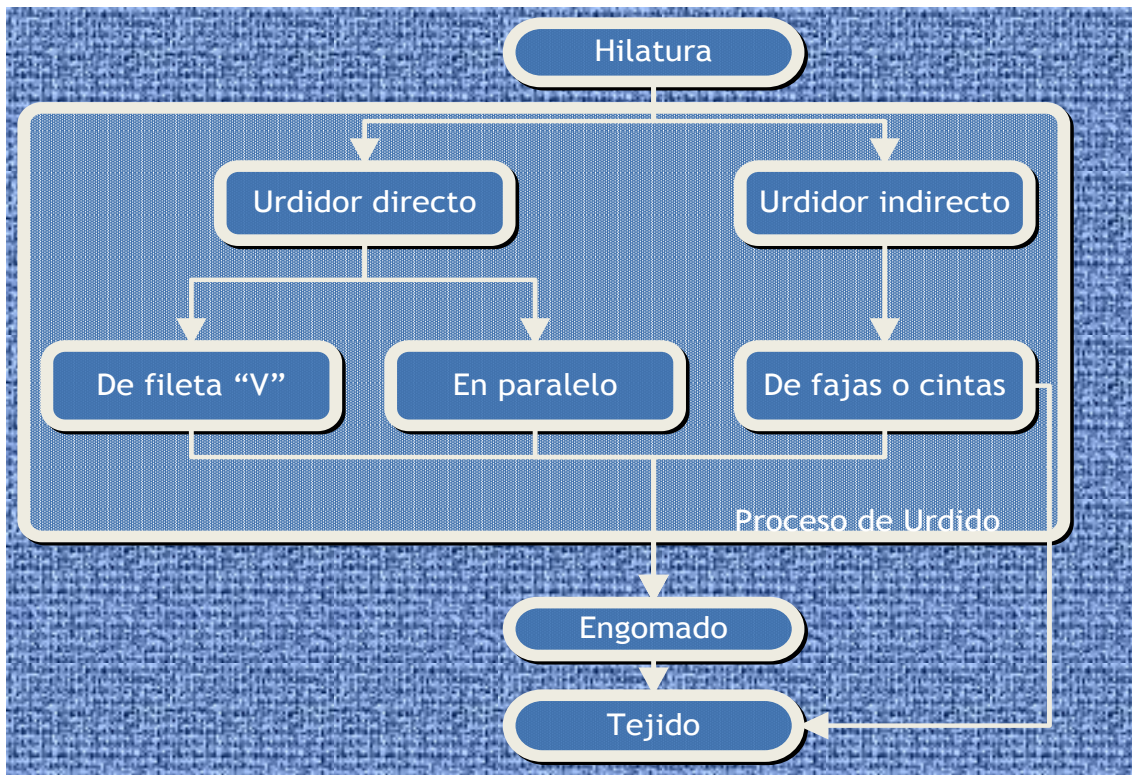 Hilatura
Urdidor directo
Urdidor indirecto
De fileta “V”
En paralelo
De fajas o cintas
Proceso de Urdido
Engomado
Tejido